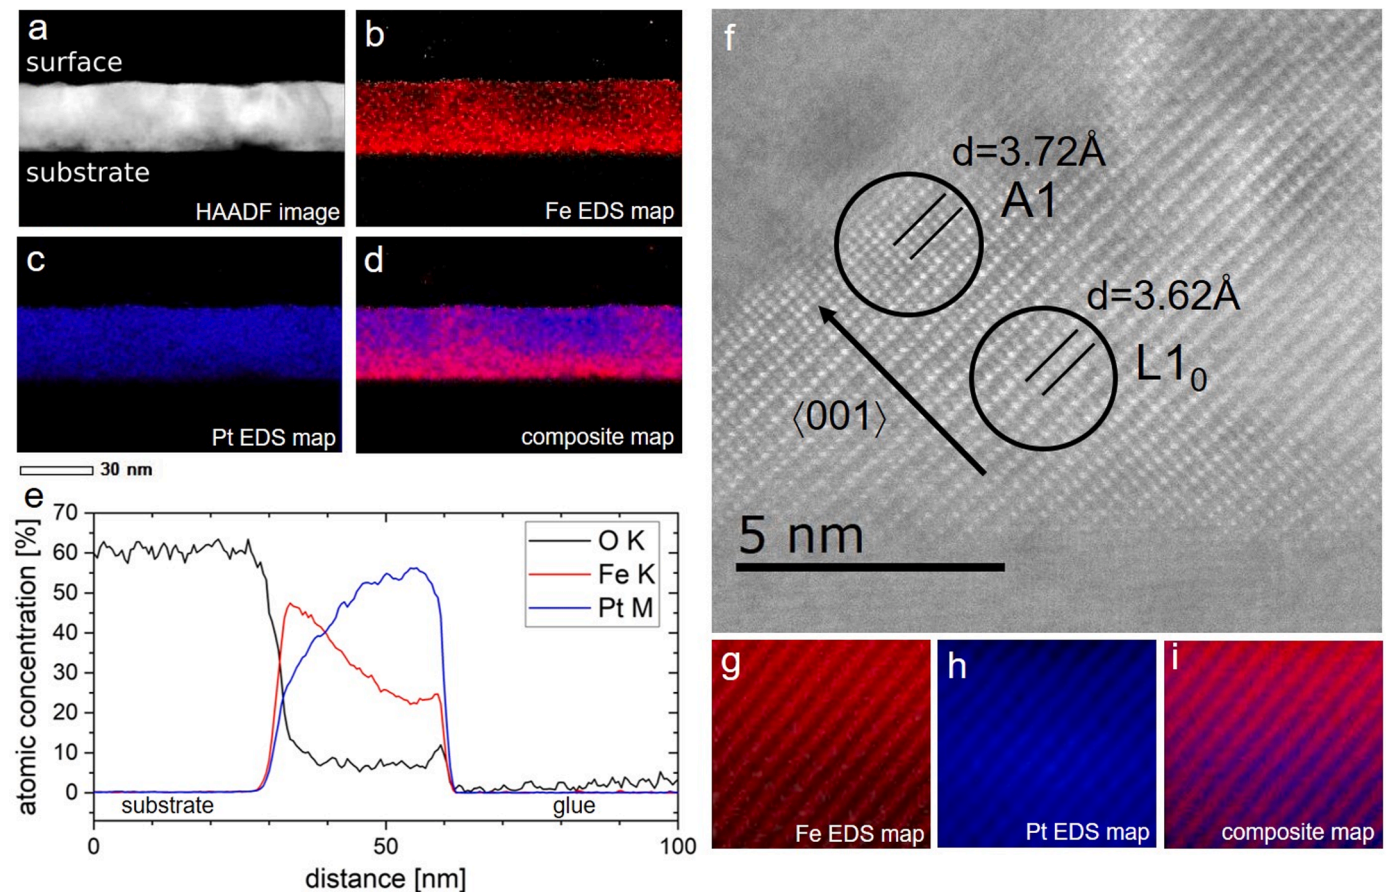 a
surface
substrate
HAADF image
b
Fe EDS map
c
Pt EDS map
d
composite map
30 nm
e
atomic concentration [%]
70
60
50
40
30
20
10
0
O K
Fe K
Pt M
substrate
glue
0
50
100
distance [nm]
f
d=3.72Å
A1
d=3.62Å
L1₀
⟨001⟩
5 nm
g
Fe EDS map
h
Pt EDS map
i
composite map